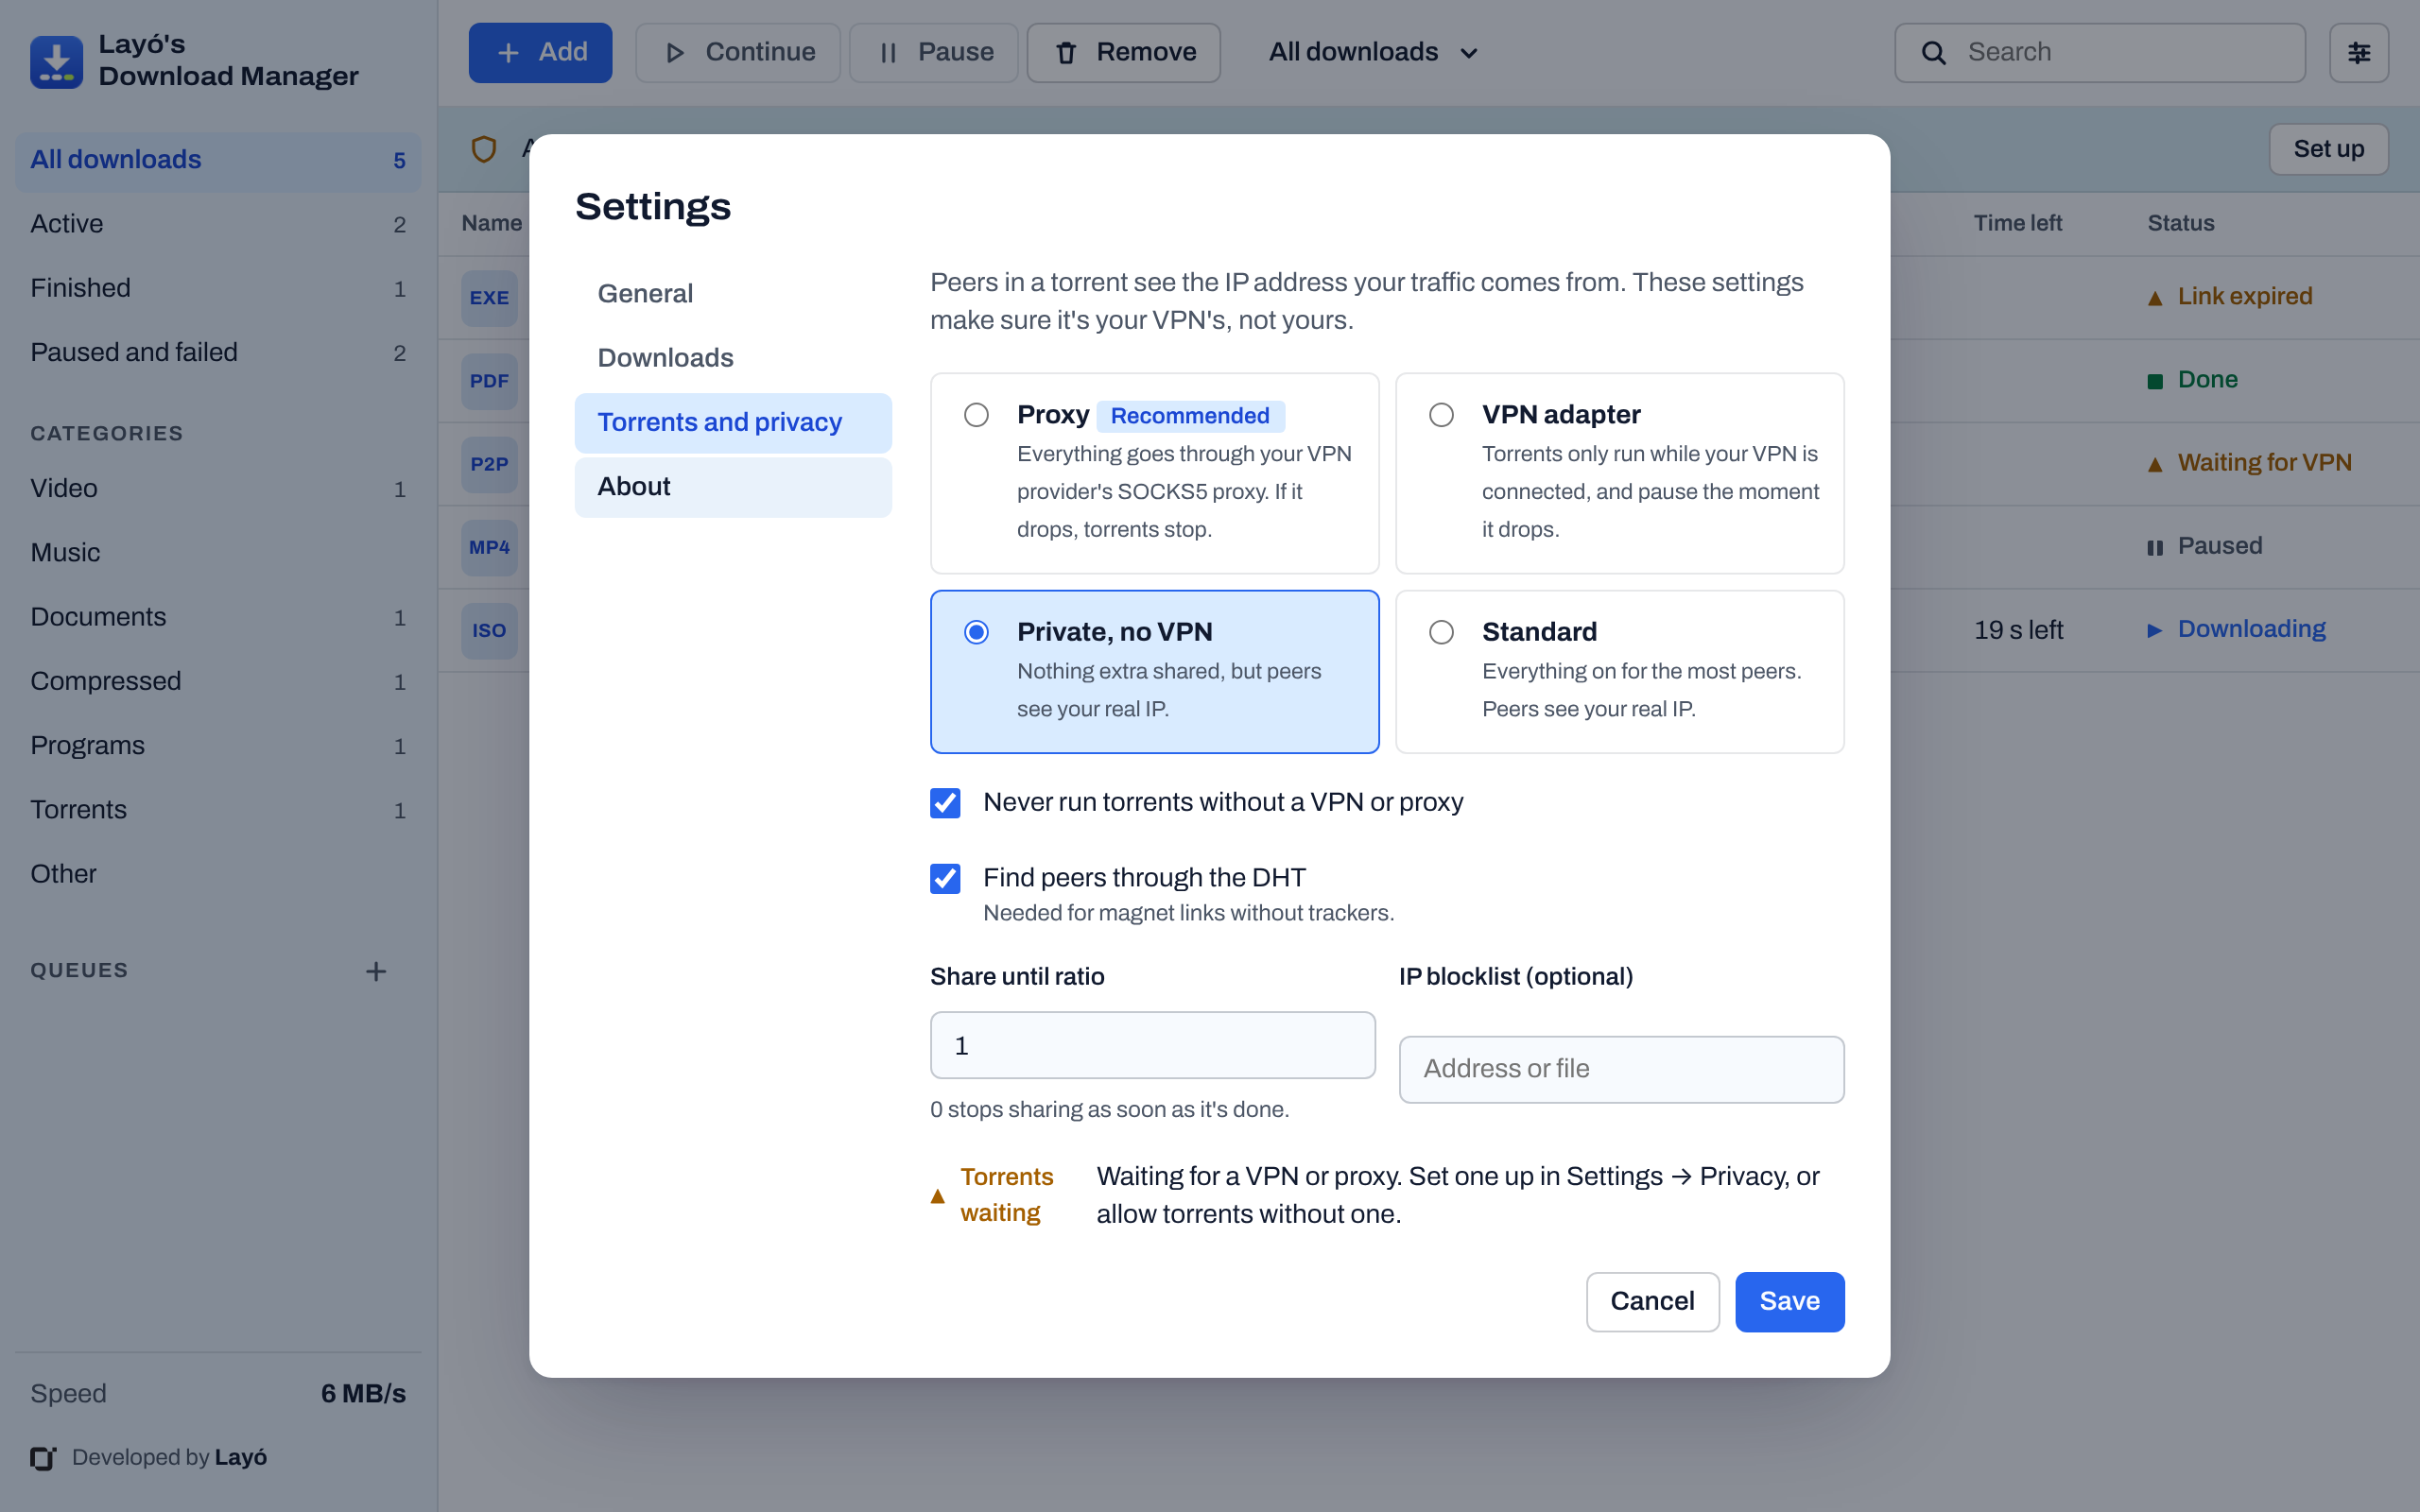 Layó's
Download Manager
All downloads 5
Active 2
Finished 1
Paused and failed 2
CATEGORIES
Video 1
Music
Documents 1
Compressed 1
Programs 1
Torrents 1
Other
QUEUES
Speed 6 MB/s
Developed by Layó
Add
Continue
Pause
Remove
All downloads
Search
Set up
Name
Time left
Status
EXE
Link expired
PDF
Done
P2P
Waiting for VPN
MP4
Paused
ISO
19 s left
Downloading
Settings
General
Downloads
Torrents and privacy
About
Peers in a torrent see the IP address your traffic comes from. These settings
make sure it's your VPN's, not yours.
Proxy Recommended
Everything goes through your VPN
provider's SOCKS5 proxy. If it
drops, torrents stop.
VPN adapter
Torrents only run while your VPN is
connected, and pause the moment
it drops.
Private, no VPN
Nothing extra shared, but peers
see your real IP.
Standard
Everything on for the most peers.
Peers see your real IP.
Never run torrents without a VPN or proxy
Find peers through the DHT
Needed for magnet links without trackers.
Share until ratio
1
0 stops sharing as soon as it's done.
IP blocklist (optional)
Address or file
Torrents
waiting
Waiting for a VPN or proxy. Set one up in Settings → Privacy, or
allow torrents without one.
Cancel
Save